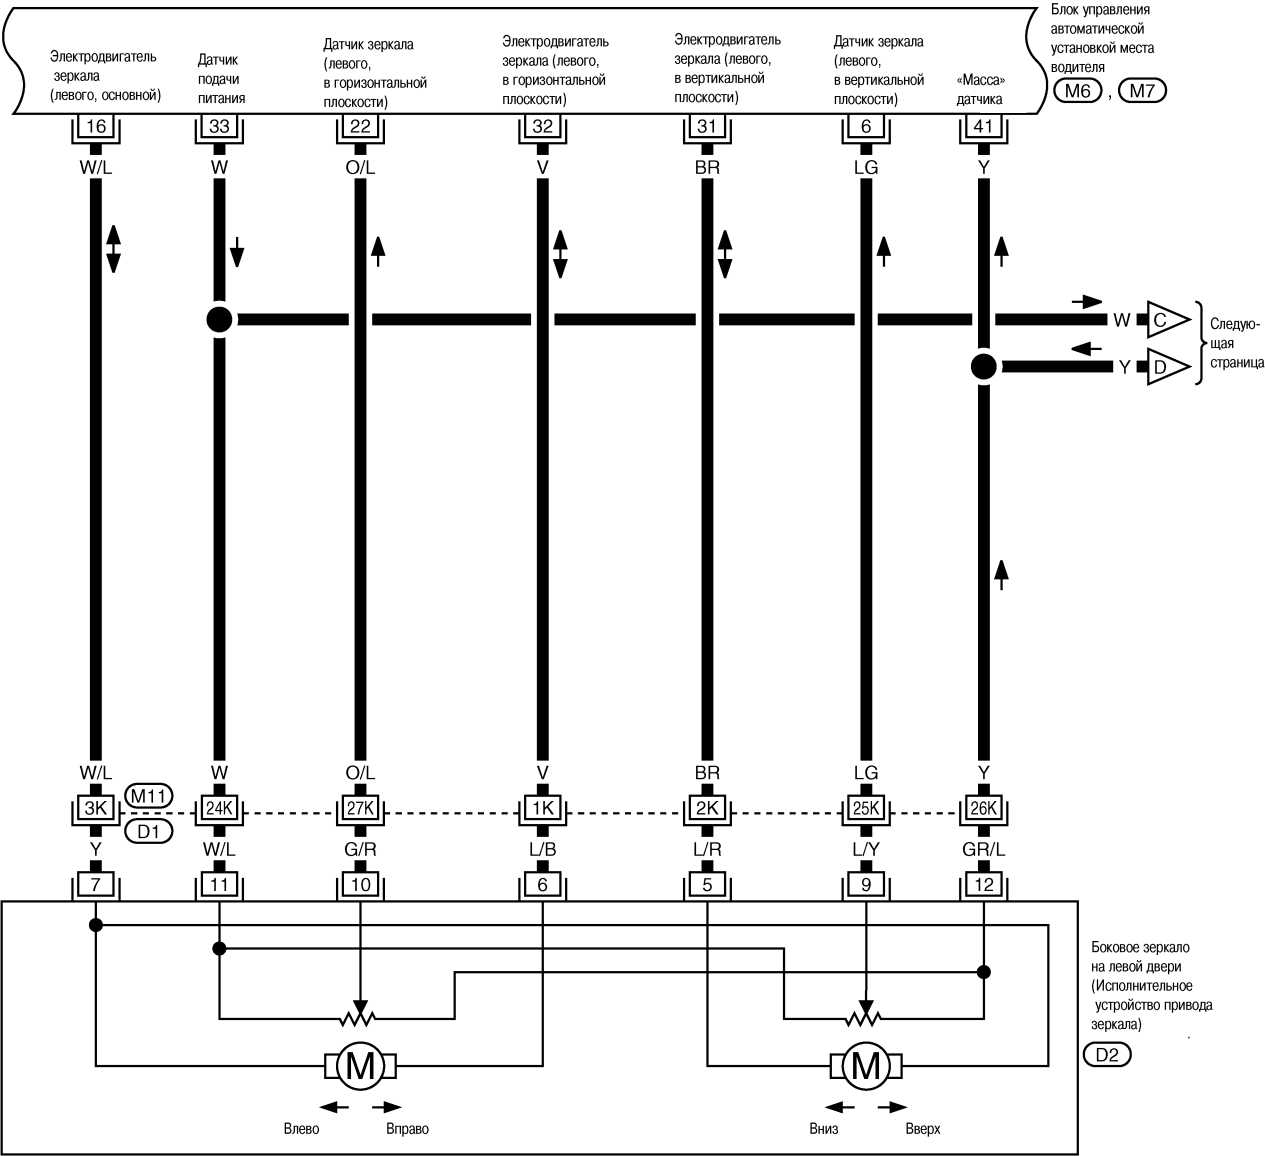 Блок управления
автоматической
установкой места
водителя
M6 , M7
Электродвигатель
зеркала
(левого, основной)
Датчик
подачи
питания
Датчик зеркала
(левого,
в горизонтальной
плоскости)
Электродвигатель
зеркала (левого,
в горизонтальной
плоскости)
Электродвигатель
зеркала (левого,
в вертикальной
плоскости)
Датчик зеркала
(левого,
в вертикальной
плоскости)
«Масса»
датчика
16 33 22 32 31 6 41
W/L W O/L V BR LG Y
W C
Y D
Следую-
щая
страница
W/L W O/L V BR LG Y
M11
3K 24K 27K 1K 2K 25K 26K
D1
Y W/L G/R L/B L/R L/Y GR/L
7 11 10 6 5 9 12
Боковое зеркало
на левой двери
(Исполнительное
устройство привода
зеркала)
D2
M M
Влево Вправо Вниз Вверх